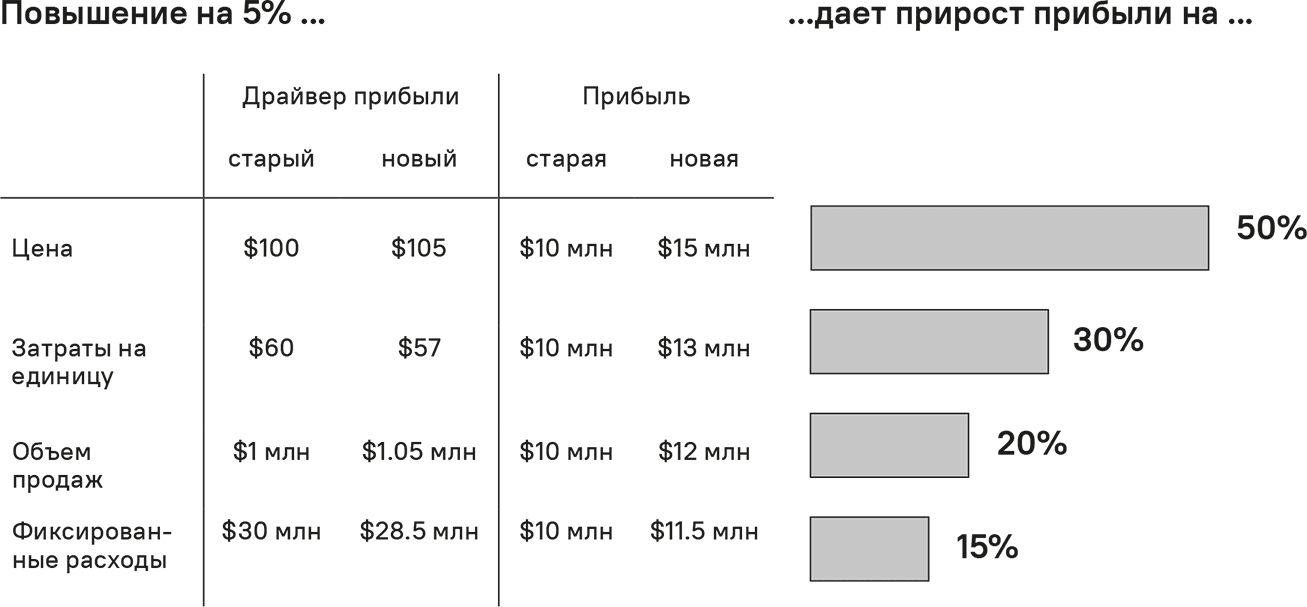 Повышение на 5% ...
...дает прирост прибыли на ...
Драйвер прибыли Прибыль
старый новый старая новая
Цена $100 $105 $10 млн $15 млн 50%
Затраты на $60 $57 $10 млн $13 млн 30%
единицу
Объем $1 млн $1.05 млн $10 млн $12 млн 20%
продаж
Фиксирован- $30 млн $28.5 млн $10 млн $11.5 млн 15%
ные расходы